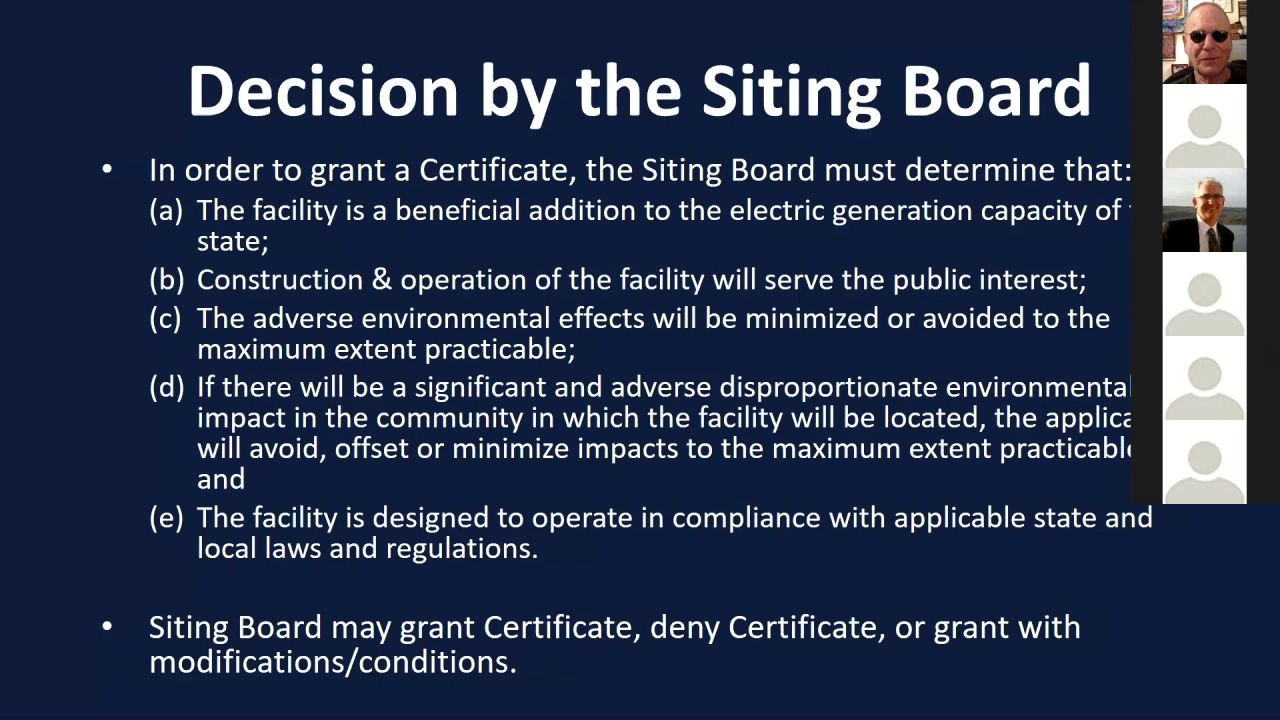 Decision by the Siting Board
• In order to grant a Certificate, the Siting Board must determine that:
(a) The facility is a beneficial addition to the electric generation capacity of
state;
(b) Construction & operation of the facility will serve the public interest;
(c) The adverse environmental effects will be minimized or avoided to the
maximum extent practicable;
(d) If there will be a significant and adverse disproportionate environmental
impact in the community in which the facility will be located, the applica
will avoid, offset or minimize impacts to the maximum extent practicable
and
(e) The facility is designed to operate in compliance with applicable state and
local laws and regulations.
• Siting Board may grant Certificate, deny Certificate, or grant with
modifications/conditions.